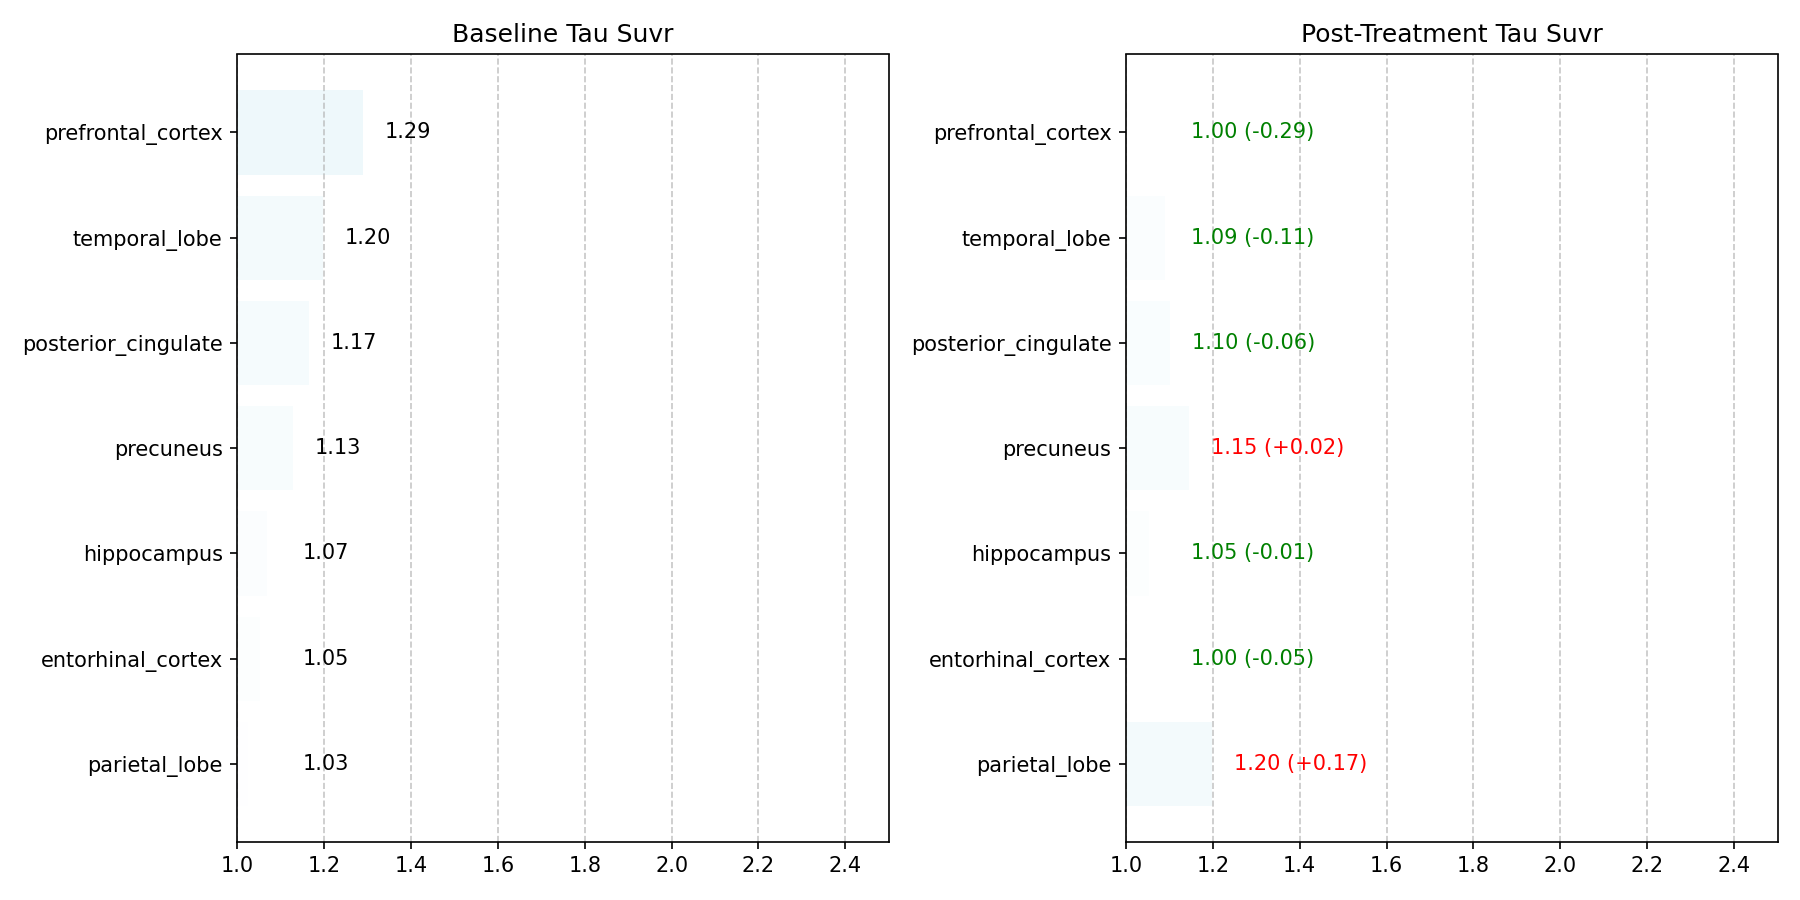 Baseline Tau Suvr
prefrontal_cortex 1.29
temporal_lobe 1.20
posterior_cingulate 1.17
precuneus 1.13
hippocampus 1.07
entorhinal_cortex 1.05
parietal_lobe 1.03
1.0 1.2 1.4 1.6 1.8 2.0 2.2 2.4
Post-Treatment Tau Suvr
prefrontal_cortex 1.00 (-0.29)
temporal_lobe 1.09 (-0.11)
posterior_cingulate 1.10 (-0.06)
precuneus 1.15 (+0.02)
hippocampus 1.05 (-0.01)
entorhinal_cortex 1.00 (-0.05)
parietal_lobe 1.20 (+0.17)
1.0 1.2 1.4 1.6 1.8 2.0 2.2 2.4